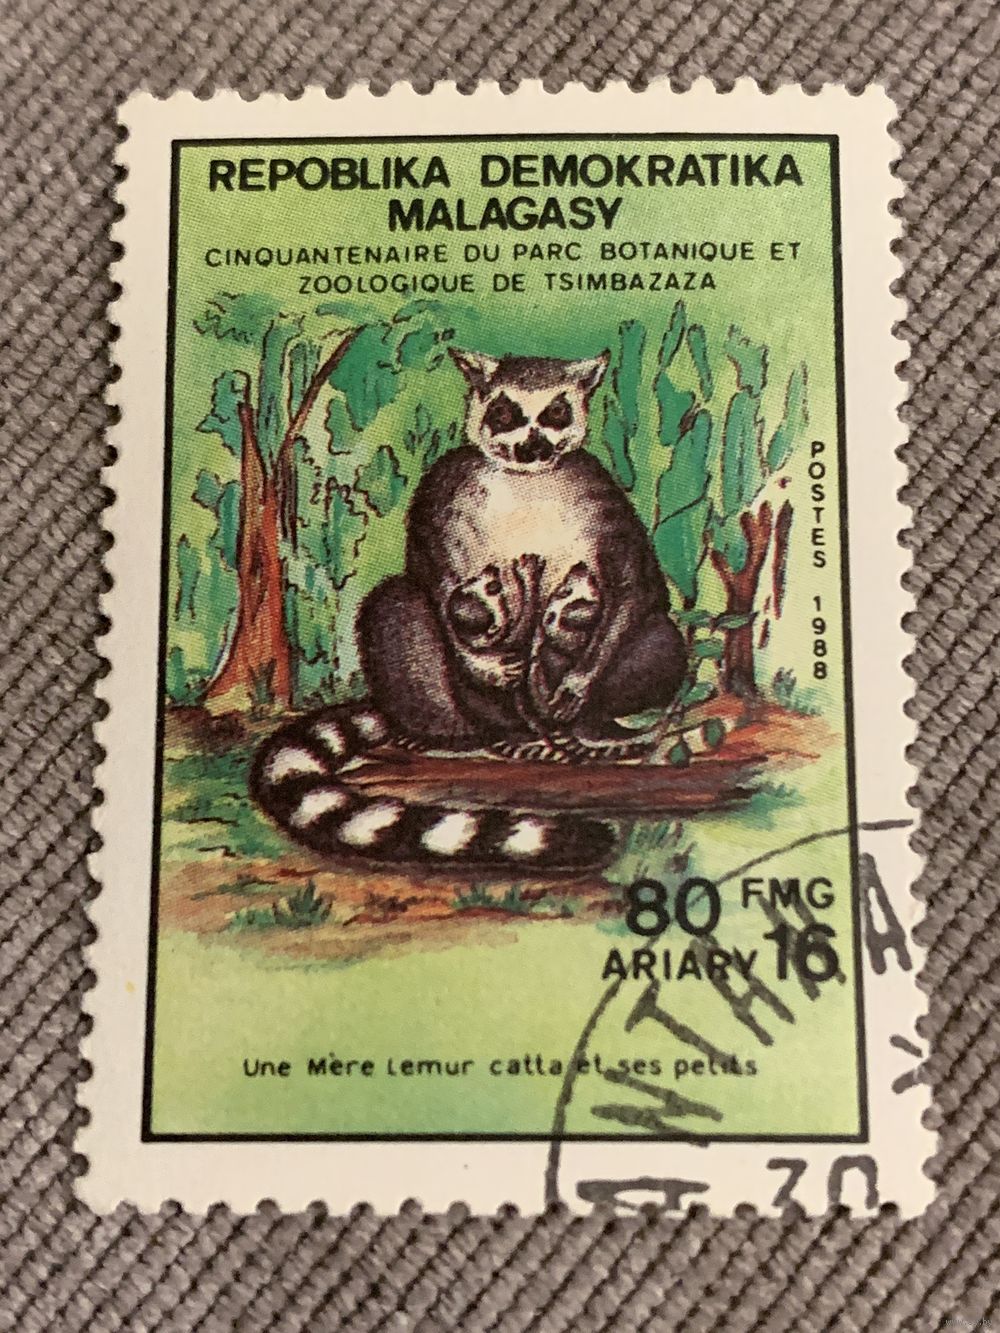 REPOBLIKA DEMOKRATIKA
MALAGASY
CINQUANTENAIRE DU PARC BOTANIQUE ET
ZOOLOGIQUE DE TSIMBAZAZA
POSTES 1988
80 FMG
ARIARY 16
Une Mère Lemur catta et ses petits